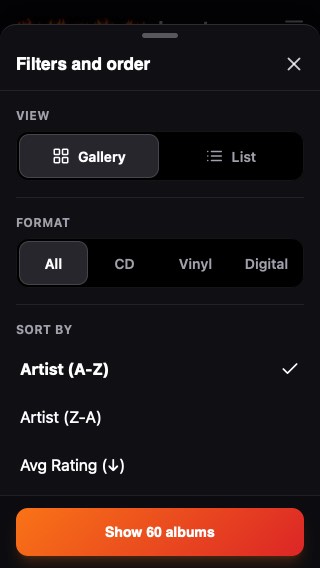 Filters and order
VIEW
Gallery
List
FORMAT
All
CD
Vinyl
Digital
SORT BY
Artist (A-Z)
Artist (Z-A)
Avg Rating (↓)
Show 60 albums